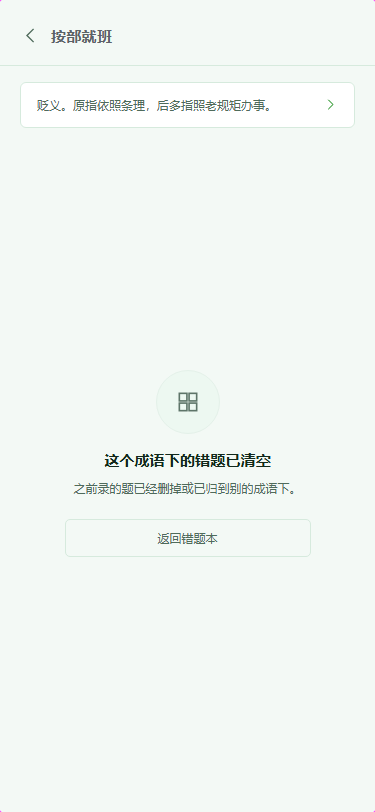 按部就班
贬义。原指依照条理，后多指照老规矩办事。
这个成语下的错题已清空
之前录的题已经删掉或已归到别的成语下。
返回错题本